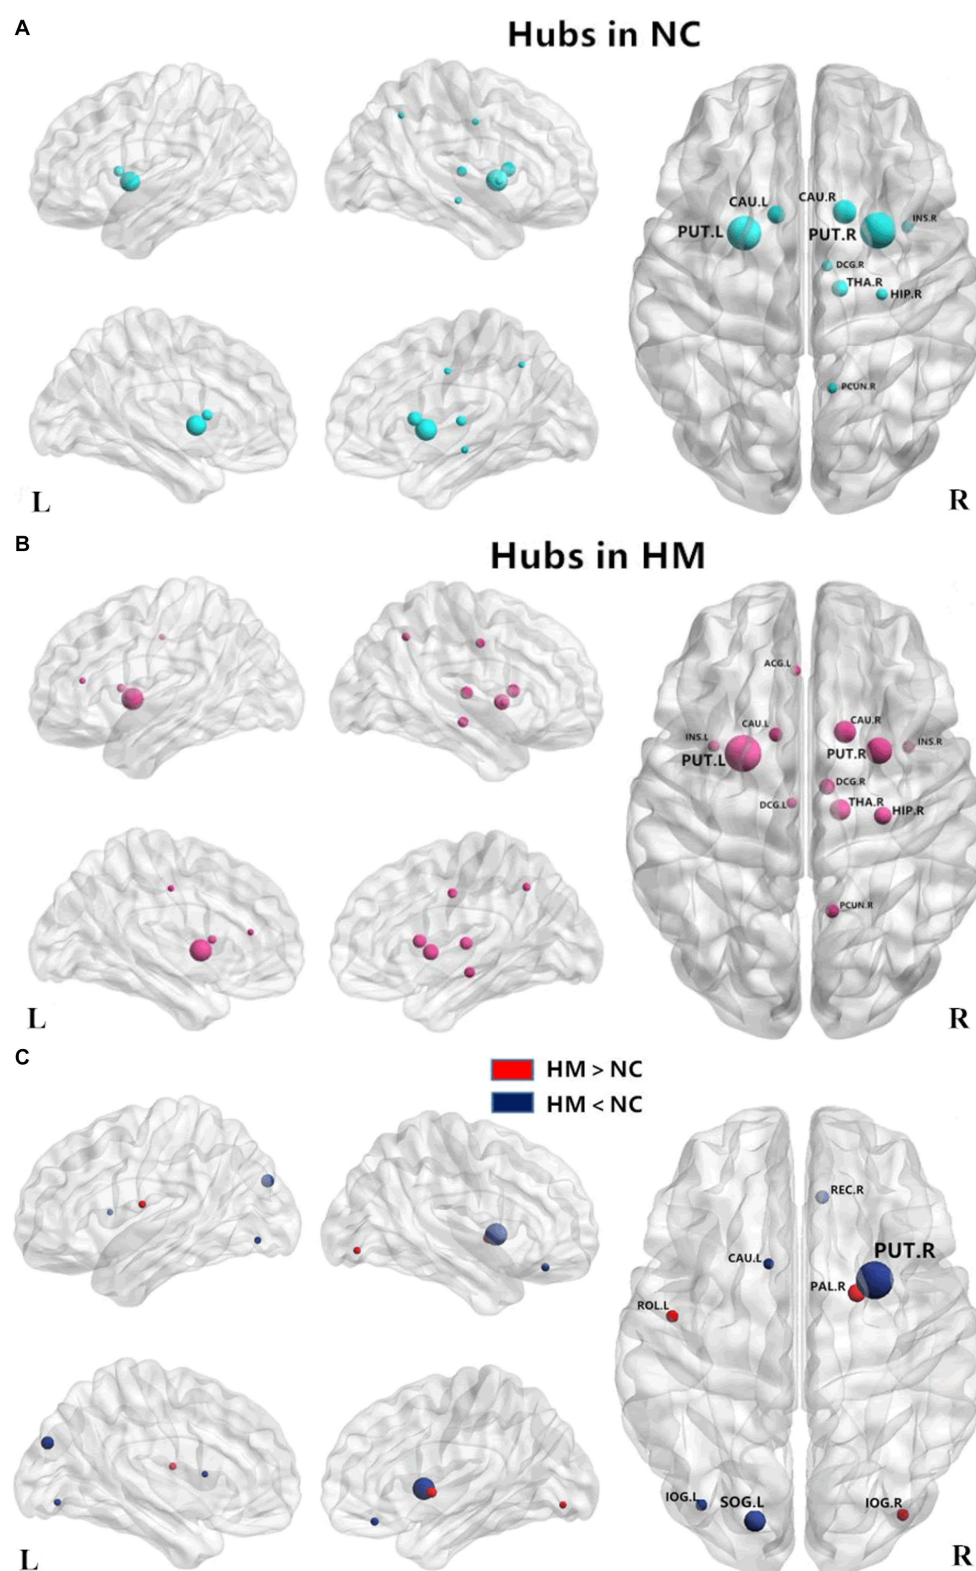 A
Hubs in NC
CAU.L
CAU.R
PUT.L
PUT.R
INS.R
DCG.R
THA.R
HIP.R
PCUN.R
L
R
B
Hubs in HM
ACG.L
CAU.L
CAU.R
INS.L
INS.R
PUT.L
PUT.R
DCG.R
DCG.L
THA.R
HIP.R
PCUN.R
L
R
C
HM > NC
HM < NC
REC.R
PUT.R
CAU.L
PAL.R
ROL.L
IOG.L
SOG.L
IOG.R
L
R